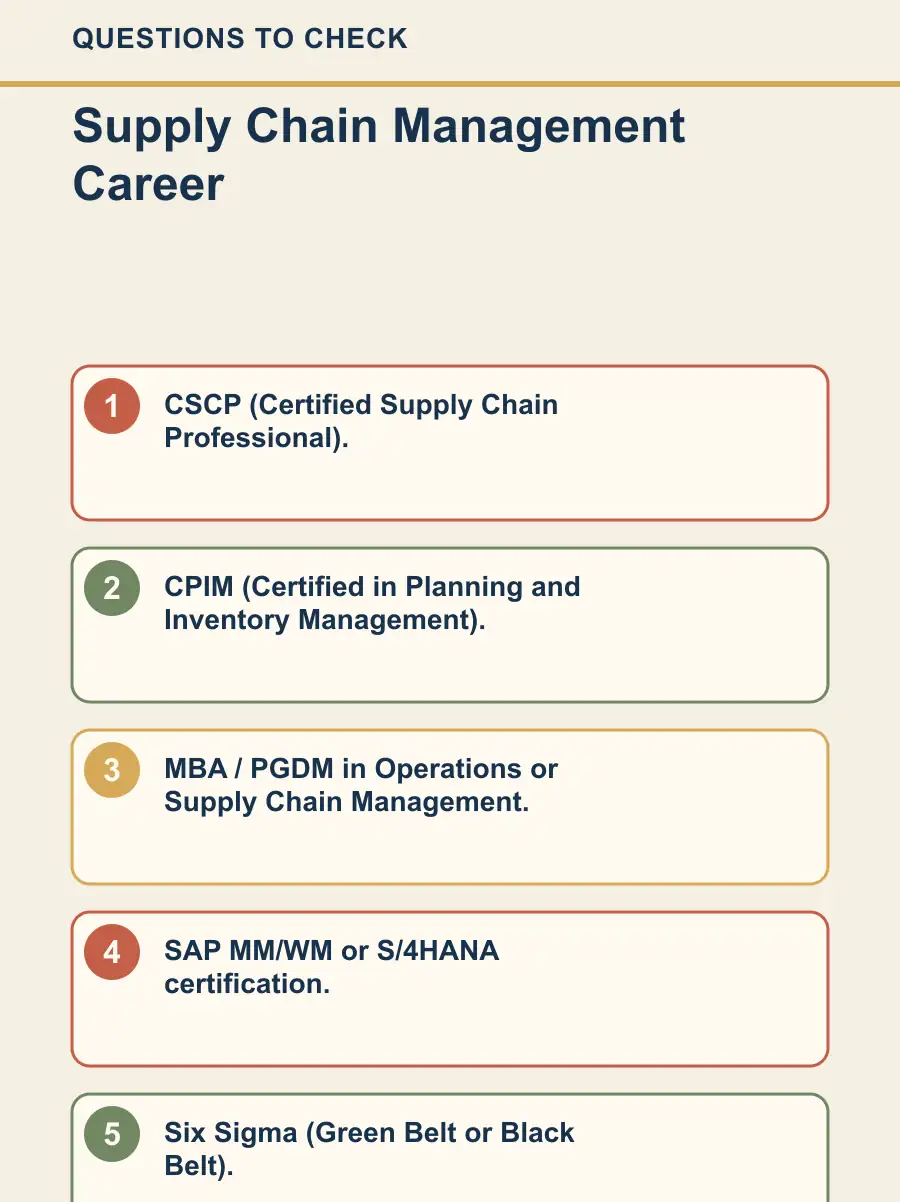 QUESTIONS TO CHECK
Supply Chain Management
Career
1
CSCP (Certified Supply Chain
Professional).
2
CPIM (Certified in Planning and
Inventory Management).
3
MBA / PGDM in Operations or
Supply Chain Management.
4
SAP MM/WM or S/4HANA
certification.
5
Six Sigma (Green Belt or Black
Belt).